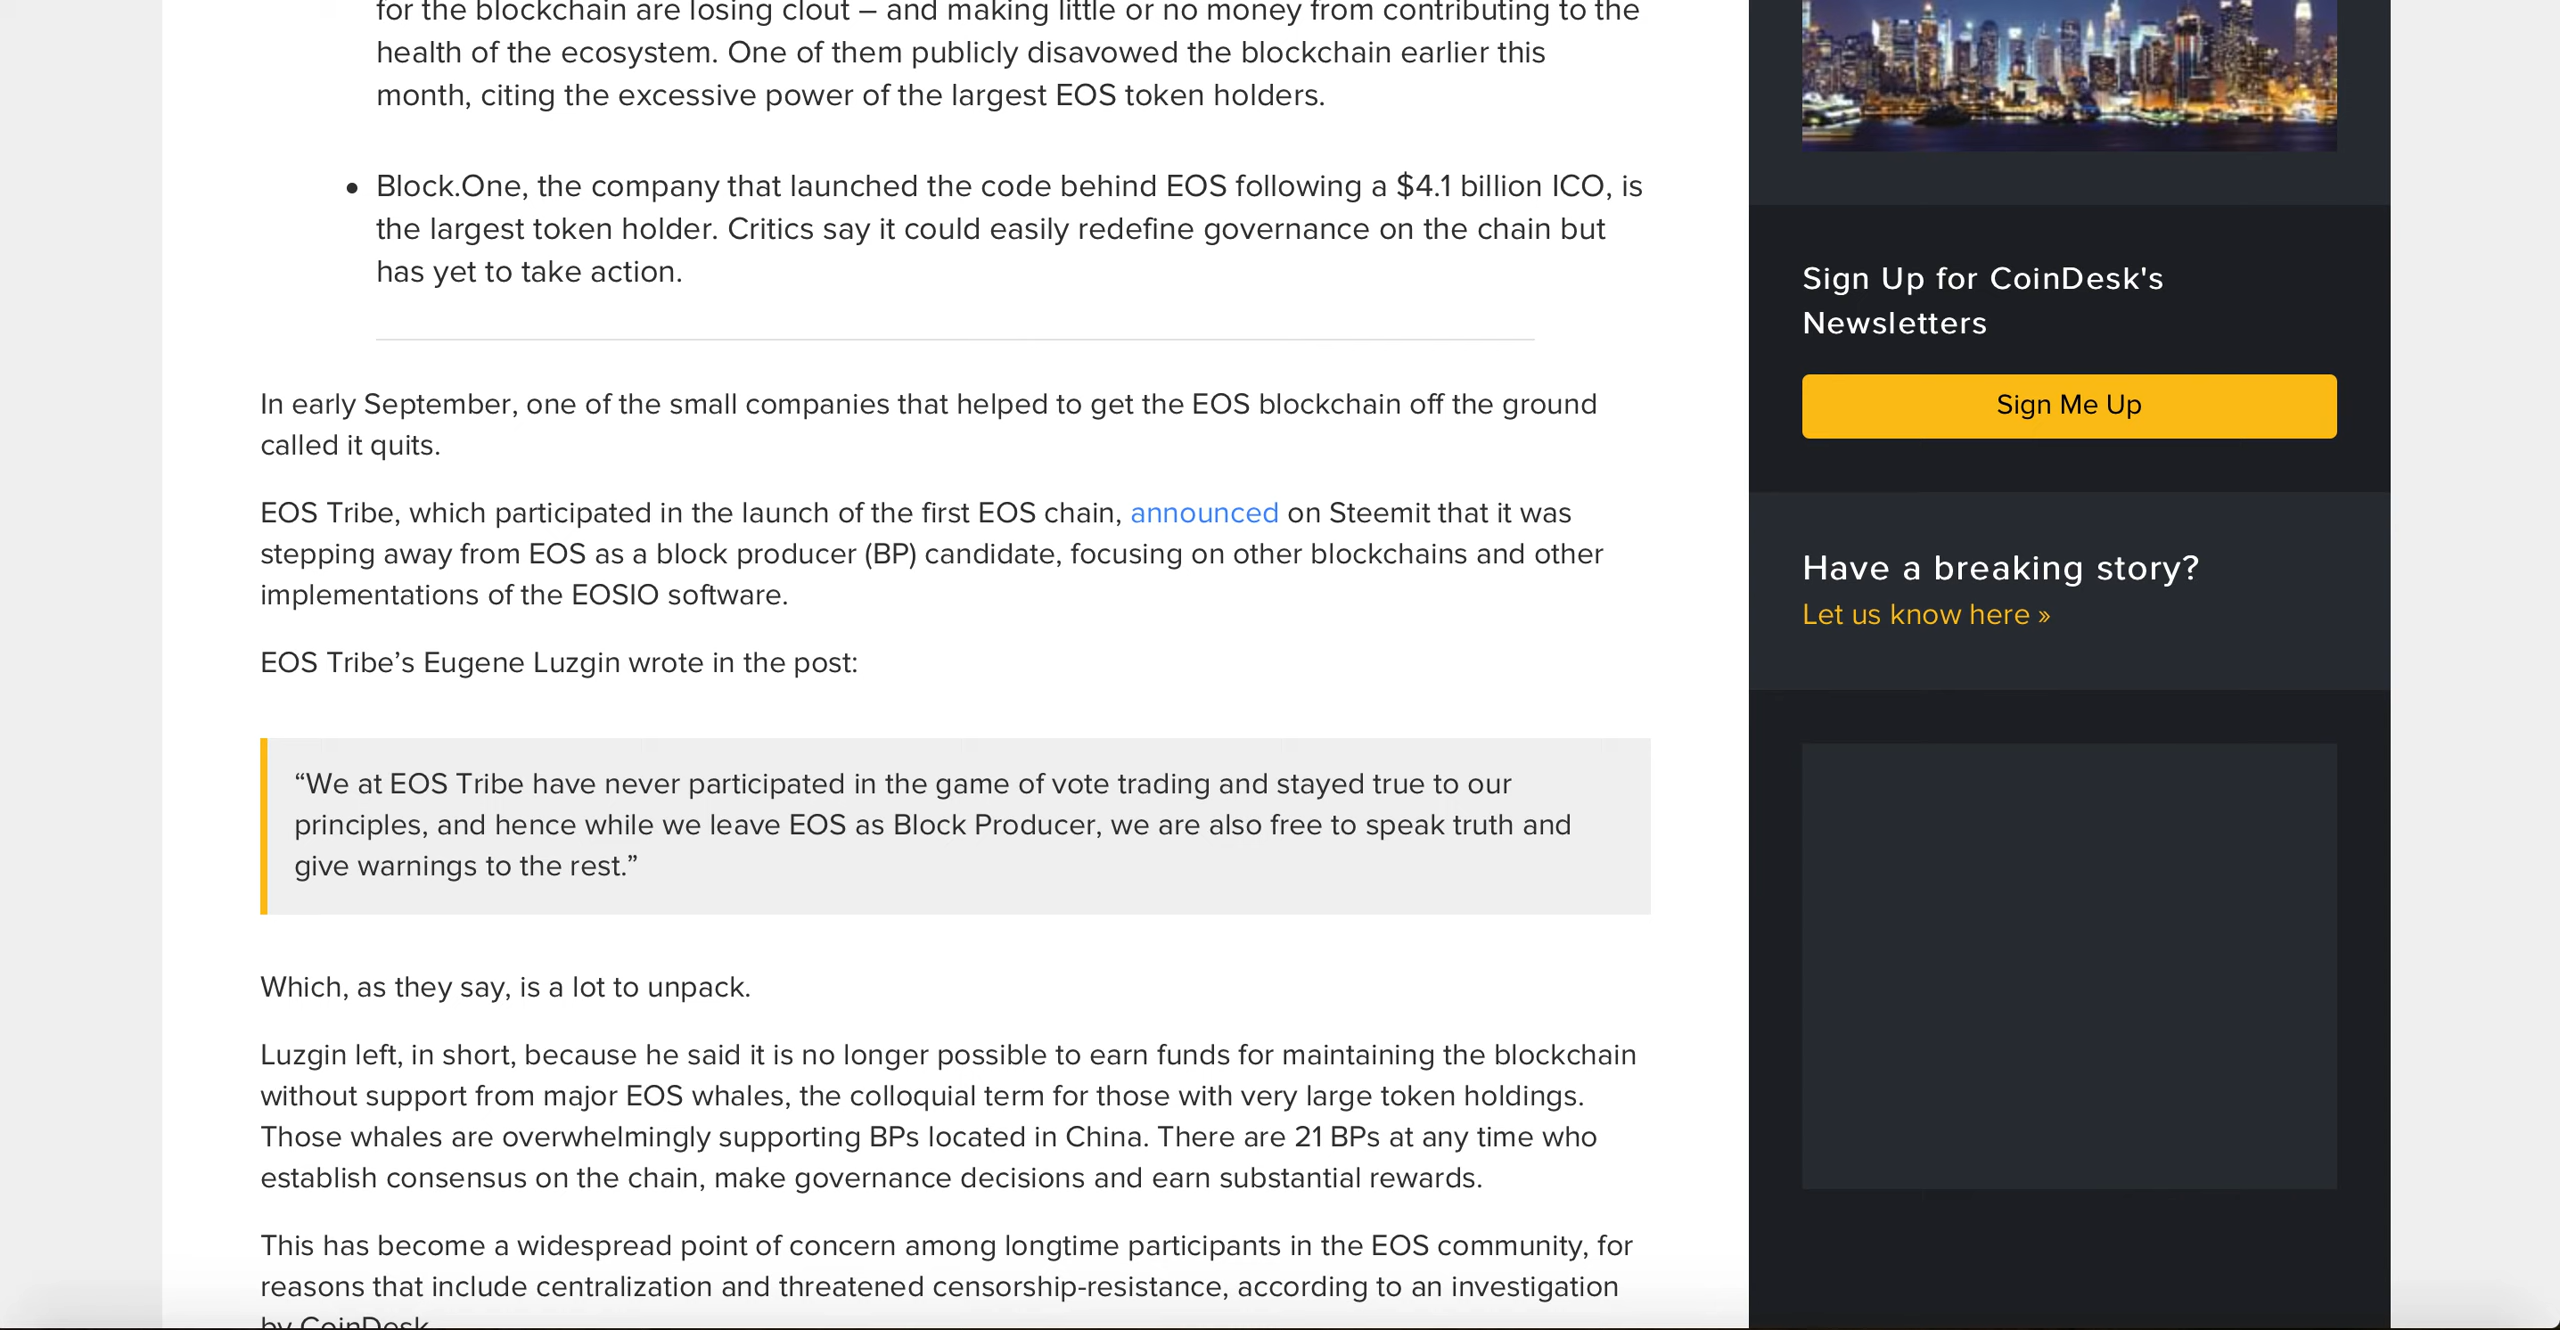 for the blockchain are losing clout – and making little or no money from contributing to the
health of the ecosystem. One of them publicly disavowed the blockchain earlier this
month, citing the excessive power of the largest EOS token holders.
• Block.One, the company that launched the code behind EOS following a $4.1 billion ICO, is
the largest token holder. Critics say it could easily redefine governance on the chain but
has yet to take action.
In early September, one of the small companies that helped to get the EOS blockchain off the ground
called it quits.
EOS Tribe, which participated in the launch of the first EOS chain, announced on Steemit that it was
stepping away from EOS as a block producer (BP) candidate, focusing on other blockchains and other
implementations of the EOSIO software.
EOS Tribe’s Eugene Luzgin wrote in the post:
“We at EOS Tribe have never participated in the game of vote trading and stayed true to our
principles, and hence while we leave EOS as Block Producer, we are also free to speak truth and
give warnings to the rest.”
Which, as they say, is a lot to unpack.
Luzgin left, in short, because he said it is no longer possible to earn funds for maintaining the blockchain
without support from major EOS whales, the colloquial term for those with very large token holdings.
Those whales are overwhelmingly supporting BPs located in China. There are 21 BPs at any time who
establish consensus on the chain, make governance decisions and earn substantial rewards.
This has become a widespread point of concern among longtime participants in the EOS community, for
reasons that include centralization and threatened censorship-resistance, according to an investigation
by CoinDesk.
Sign Up for CoinDesk's
Newsletters
Sign Me Up
Have a breaking story?
Let us know here »